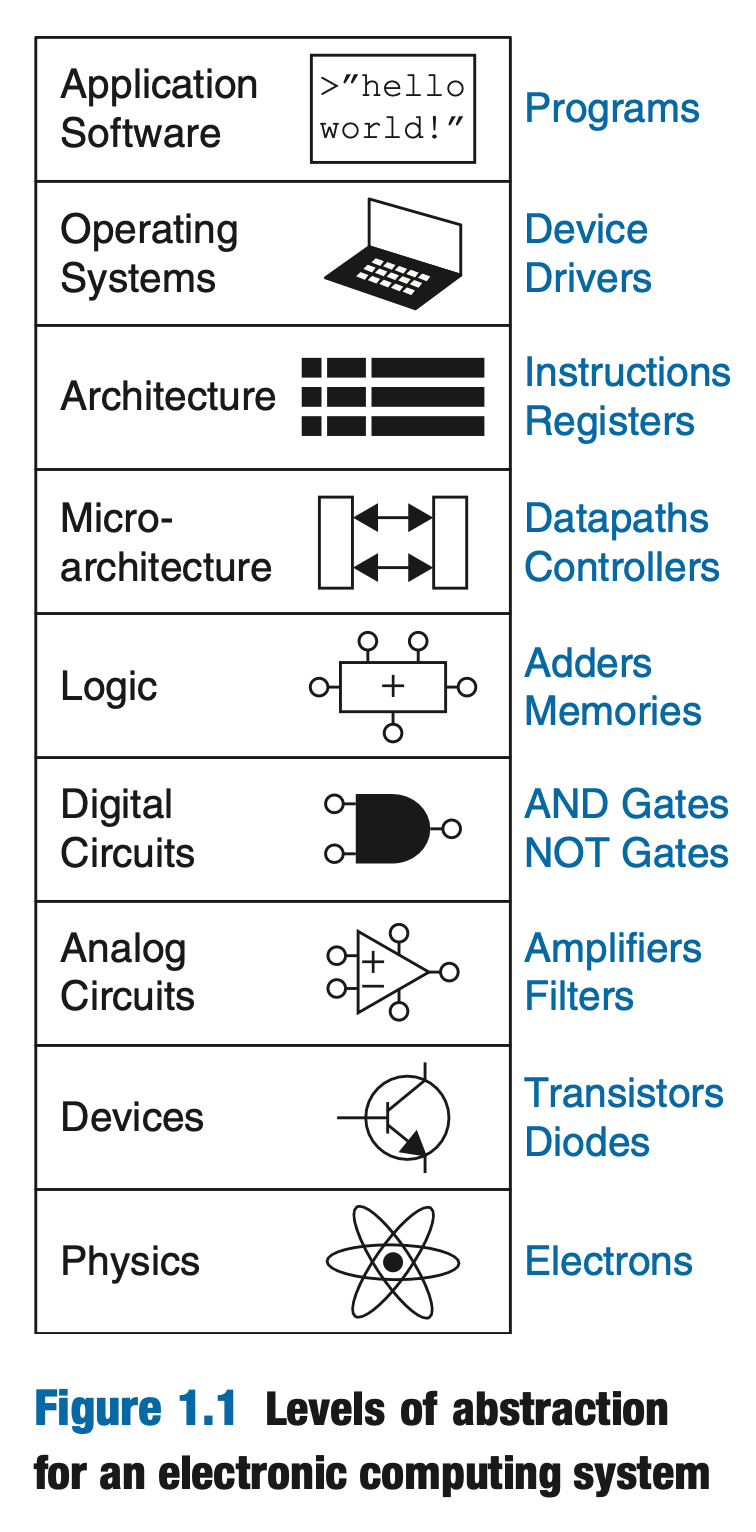 Application
Software
>”hello
world!”
Programs
Operating
Systems
Device
Drivers
Architecture
Instructions
Registers
Micro-
architecture
Datapaths
Controllers
Logic
+
Adders
Memories
Digital
Circuits
AND Gates
NOT Gates
Analog
Circuits
+
−
Amplifiers
Filters
Devices
Transistors
Diodes
Physics
Electrons
Figure 1.1 Levels of abstraction
for an electronic computing system